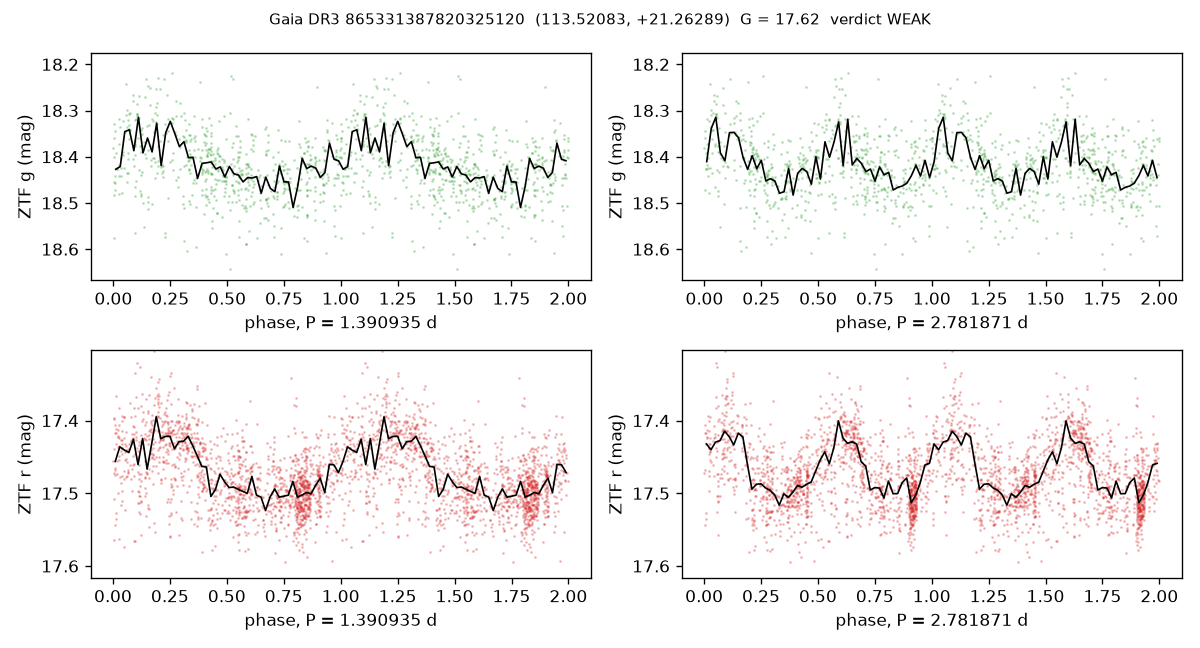 Gaia DR3 865331387820325120  (113.52083, +21.26289)  G = 17.62  verdict WEAK
ZTF g (mag)
18.2
18.3
18.4
18.5
18.6
0.00 0.25 0.50 0.75 1.00 1.25 1.50 1.75 2.00
phase, P = 1.390935 d
ZTF g (mag)
18.2
18.3
18.4
18.5
18.6
0.00 0.25 0.50 0.75 1.00 1.25 1.50 1.75 2.00
phase, P = 2.781871 d
ZTF r (mag)
17.4
17.5
17.6
0.00 0.25 0.50 0.75 1.00 1.25 1.50 1.75 2.00
phase, P = 1.390935 d
ZTF r (mag)
17.4
17.5
17.6
0.00 0.25 0.50 0.75 1.00 1.25 1.50 1.75 2.00
phase, P = 2.781871 d